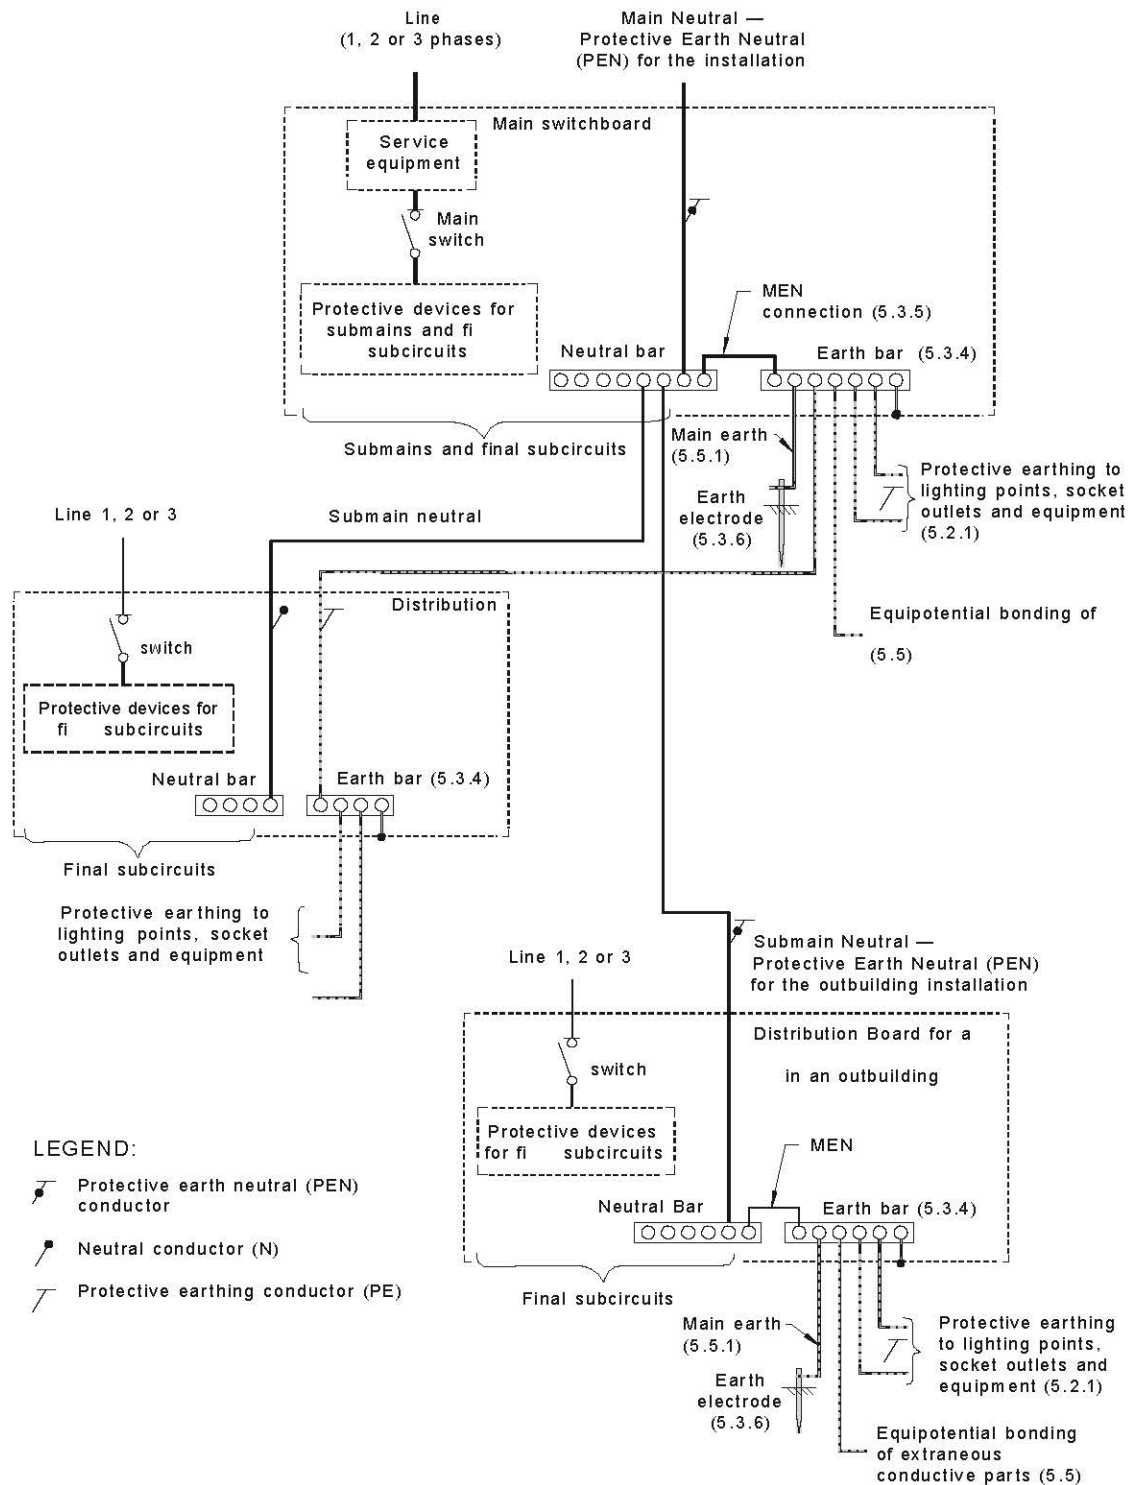 Line
(1, 2 or 3 phases)
Main Neutral —
Protective Earth Neutral
(PEN) for the installation
Main switchboard
Service
equipment
Main
switch
Protective devices for
submains and fi
subcircuits
MEN
connection (5.3.5)
Neutral bar
Earth bar (5.3.4)
Submains and final subcircuits
Main earth
(5.5.1)
Earth
electrode
(5.3.6)
Protective earthing to
lighting points, socket
outlets and equipment
(5.2.1)
Line 1, 2 or 3
Submain neutral
Distribution
switch
Equipotential bonding of
(5.5)
Protective devices for
fi subcircuits
Neutral bar
Earth bar (5.3.4)
Final subcircuits
Protective earthing to
lighting points, socket
outlets and equipment
Line 1, 2 or 3
Submain Neutral —
Protective Earth Neutral (PEN)
for the outbuilding installation
Distribution Board for a
in an outbuilding
switch
Protective devices
for fi subcircuits
MEN
Neutral Bar
Earth bar (5.3.4)
Final subcircuits
Main earth
(5.5.1)
Earth
electrode
(5.3.6)
Protective earthing
to lighting points,
socket outlets and
equipment (5.2.1)
Equipotential bonding
of extraneous
conductive parts (5.5)
LEGEND:
Protective earth neutral (PEN)
conductor
Neutral conductor (N)
Protective earthing conductor (PE)